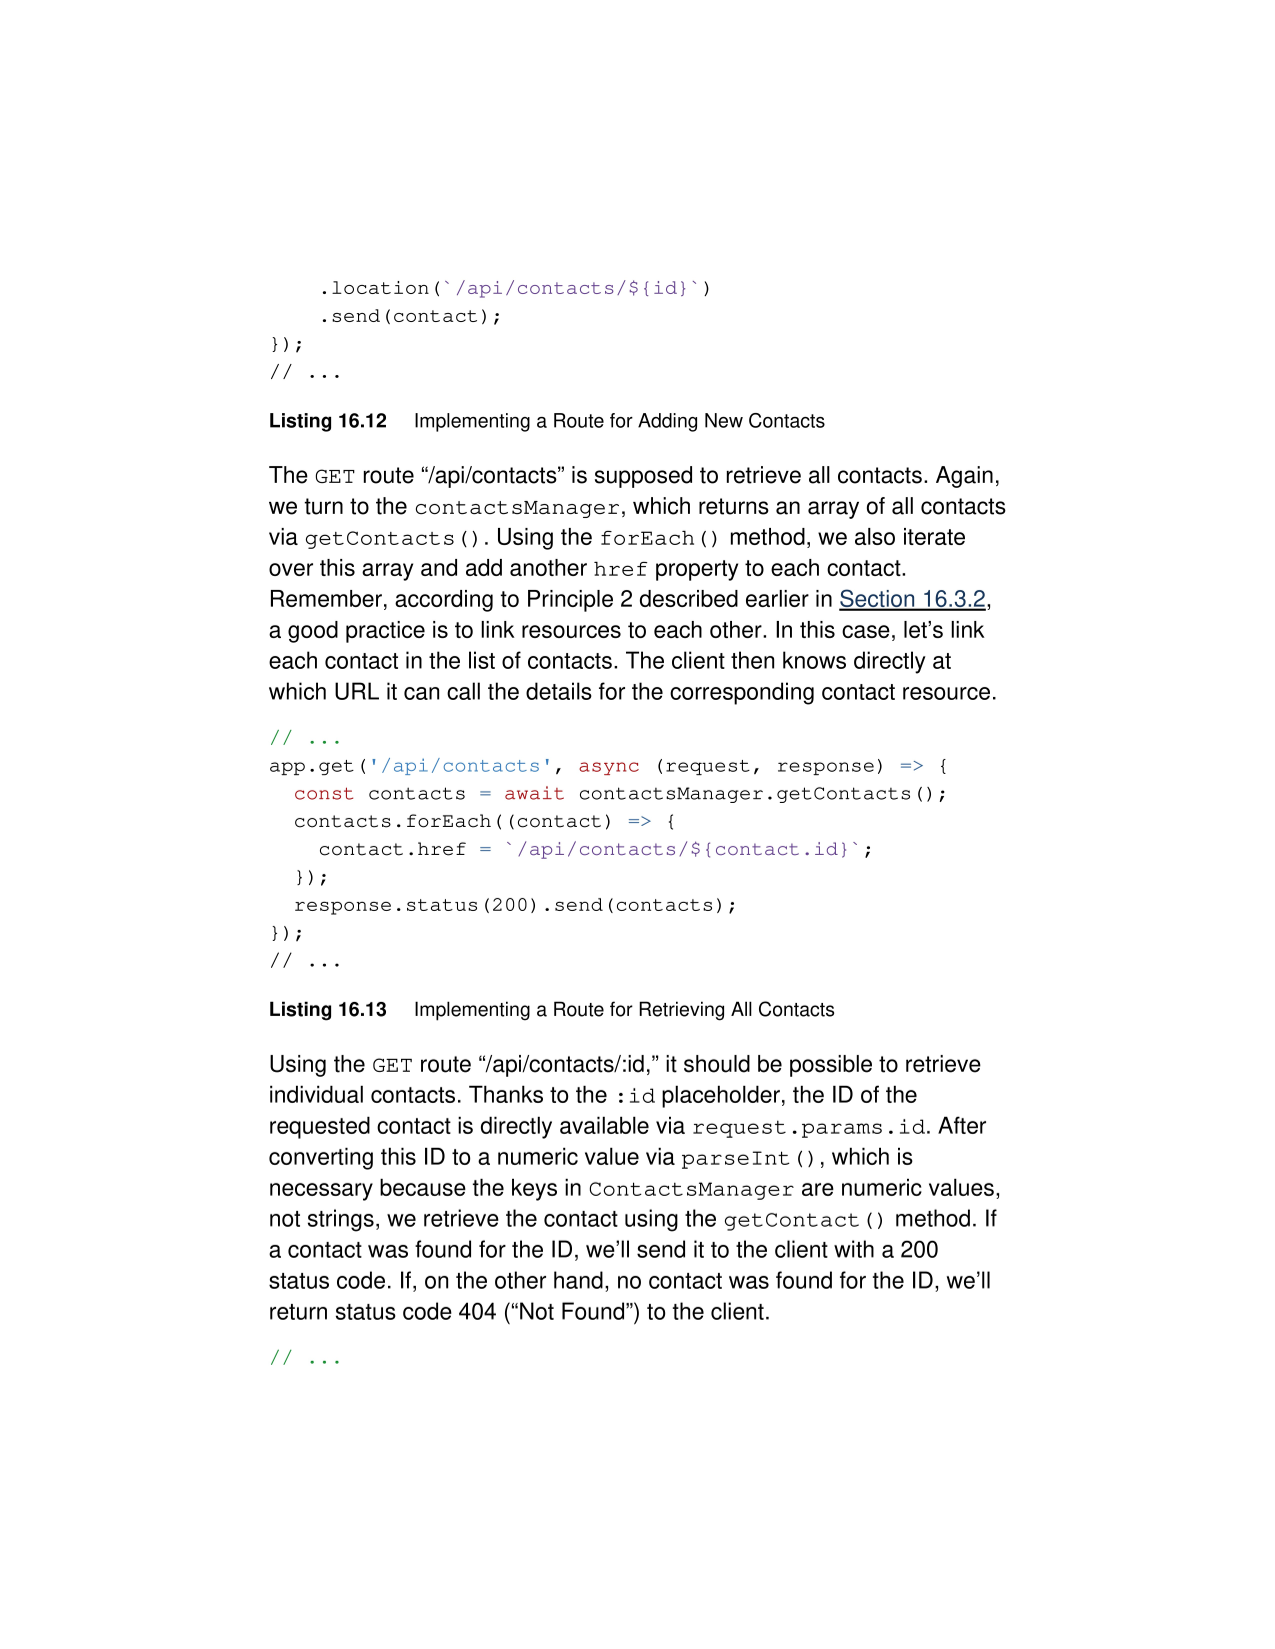 .location(`/api/contacts/${id}`)
    .send(contact);
});
// ...
Listing 16.12 Implementing a Route for Adding New Contacts
The GET route “/api/contacts” is supposed to retrieve all contacts. Again,
we turn to the contactsManager, which returns an array of all contacts
via getContacts(). Using the forEach() method, we also iterate
over this array and add another href property to each contact.
Remember, according to Principle 2 described earlier in Section 16.3.2,
a good practice is to link resources to each other. In this case, let’s link
each contact in the list of contacts. The client then knows directly at
which URL it can call the details for the corresponding contact resource.
// ...
app.get('/api/contacts', async (request, response) => {
  const contacts = await contactsManager.getContacts();
  contacts.forEach((contact) => {
    contact.href = `/api/contacts/${contact.id}`;
  });
  response.status(200).send(contacts);
});
// ...
Listing 16.13 Implementing a Route for Retrieving All Contacts
Using the GET route “/api/contacts/:id,” it should be possible to retrieve
individual contacts. Thanks to the :id placeholder, the ID of the
requested contact is directly available via request.params.id. After
converting this ID to a numeric value via parseInt(), which is
necessary because the keys in ContactsManager are numeric values,
not strings, we retrieve the contact using the getContact() method. If
a contact was found for the ID, we’ll send it to the client with a 200
status code. If, on the other hand, no contact was found for the ID, we’ll
return status code 404 (“Not Found”) to the client.
// ...